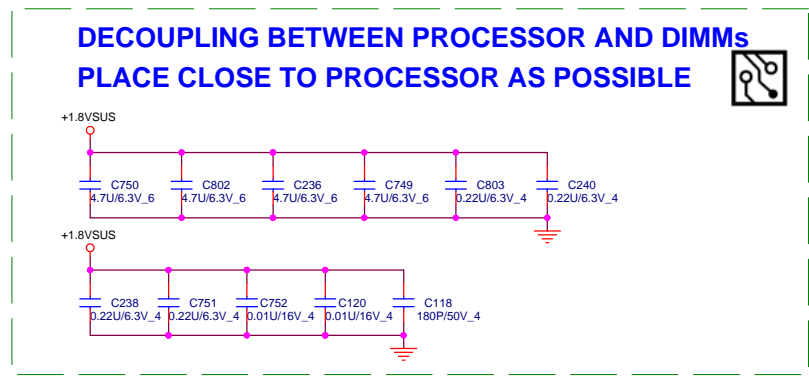 DECOUPLING BETWEEN PROCESSOR AND DIMMs
PLACE CLOSE TO PROCESSOR AS POSSIBLE
+1.8VSUS
C750 C802 C236 C749 C803 C240
4.7U/6.3V_6 4.7U/6.3V_6 4.7U/6.3V_6 4.7U/6.3V_6 0.22U/6.3V_4 0.22U/6.3V_4
+1.8VSUS
C238 C751 C752 C120 C118
0.22U/6.3V_4 0.22U/6.3V_4 0.01U/16V_4 0.01U/16V_4 180P/50V_4